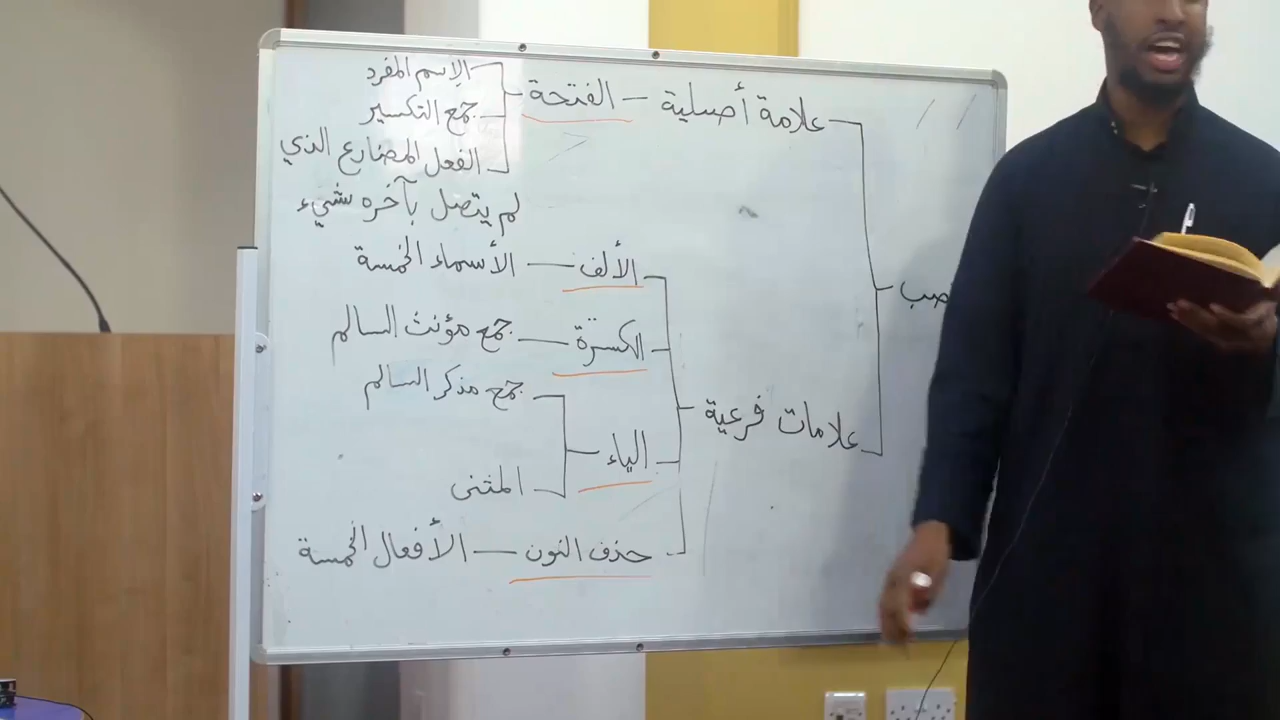 علامة أصلية — الفتحة
الاسم المفرد
جمع التكسير
الفعل المضارع الذي
لم يتصل بآخره شيء
علامات فرعية
الألف — الأسماء الخمسة
الكسرة — جمع مؤنث السالم
الياء
جمع مذكر السالم
المثنى
حذف النون — الأفعال الخمسة